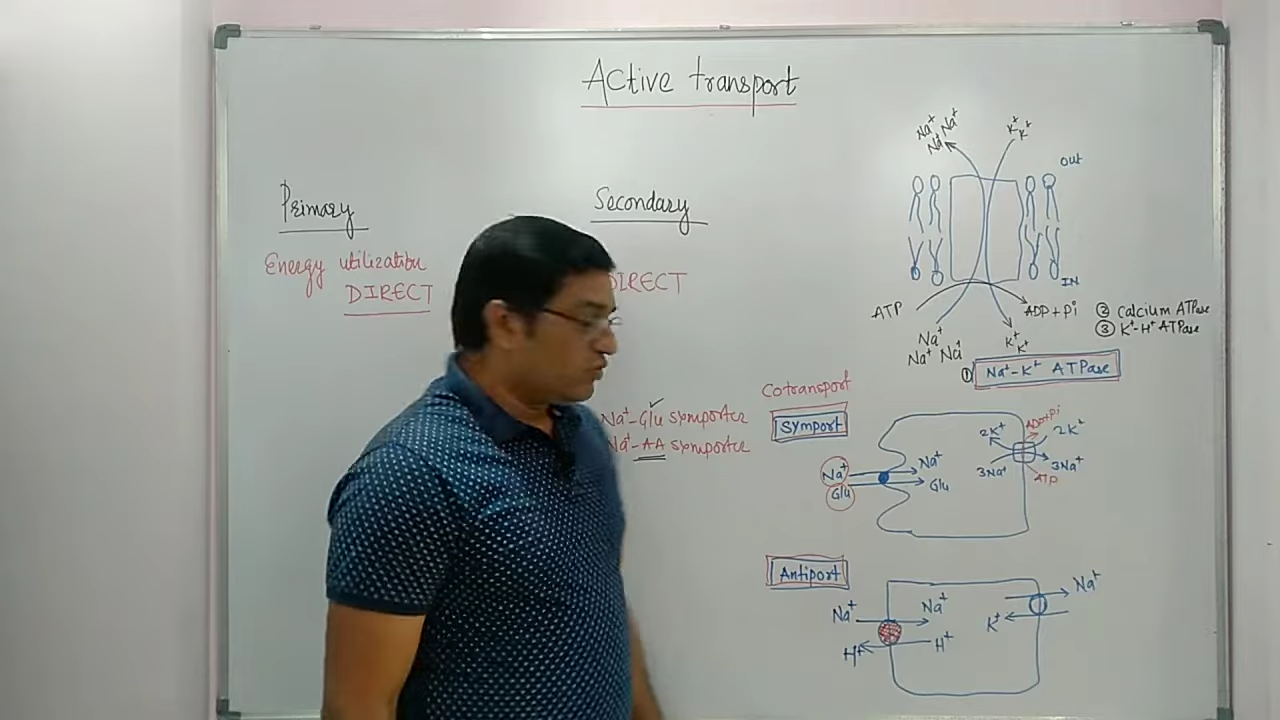 Active transport
Primary
Energy utilization
DIRECT
Secondary
DIRECT
Na⁺-Glu symporter
Na⁺-AA symporter
Na⁺ Na⁺
Na⁺
K⁺ K⁺
OUT
IN
ATP
ADP+Pi
Na⁺
Na⁺ Na⁺
K⁺ K⁺
② Calcium ATPase
③ K⁺-H⁺ ATPase
① Na⁺-K⁺ ATPase
Cotransport
Symport
Na⁺
Glu
Na⁺
Glu
2K⁺
3Na⁺
ADP+Pi
2K⁺
3Na⁺
ATP
Antiport
Na⁺
Na⁺
H⁺
H⁺
K⁺
Na⁺